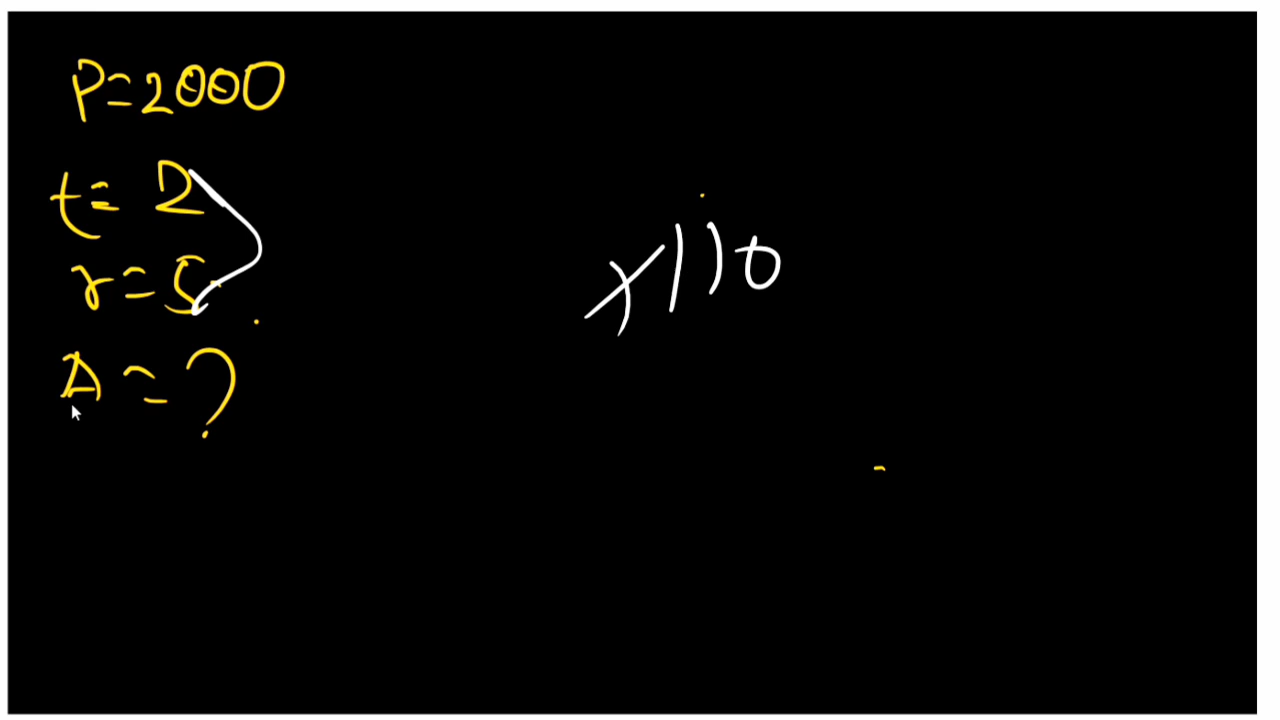 P=2000
t= 2
r=5
A = ?
x110